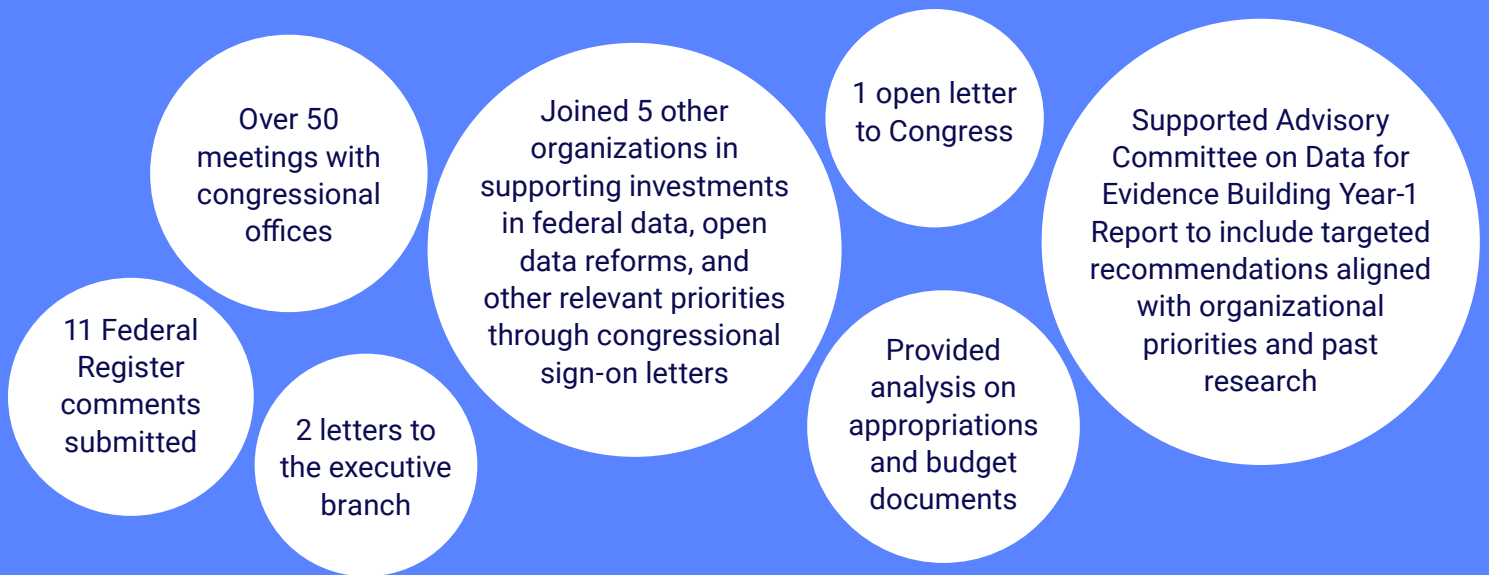 Over 50
meetings with
congressional
offices
11 Federal
Register
comments
submitted
2 letters to
the executive
branch
Joined 5 other
organizations in
supporting investments
in federal data, open
data reforms, and
other relevant priorities
through congressional
sign-on letters
1 open letter
to Congress
Provided
analysis on
appropriations
and budget
documents
Supported Advisory
Committee on Data for
Evidence Building Year-1
Report to include targeted
recommendations aligned
with organizational
priorities and past
research